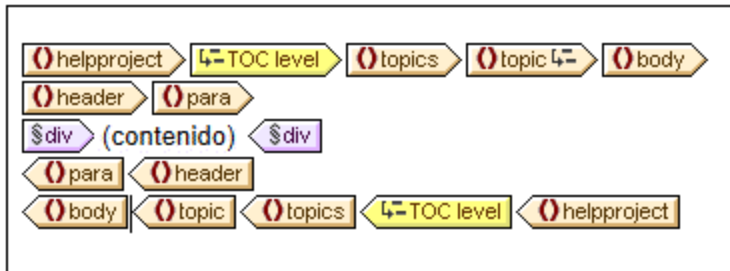 () helpproject TOC level () topics () topic () body
() header () para
§ div (contenido) § div
() para () header
() body () topic () topics TOC level () helpproject